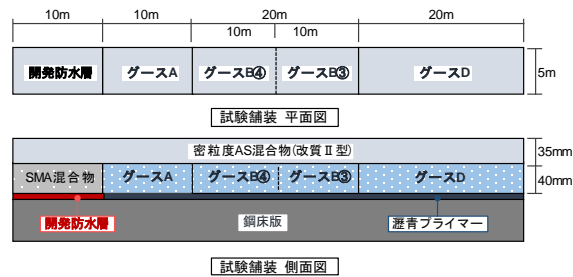 10m 10m 20m 20m
10m 10m
開発防水層 グースA グースB④ グースB③ グースD 5m
試験舗装 平面図
密粒度AS混合物(改質Ⅱ型) 35mm
SMA混合物 グースA グースB④ グースB③ グースD 40mm
開発防水層 鋼床版 瀝青プライマー
試験舗装 側面図